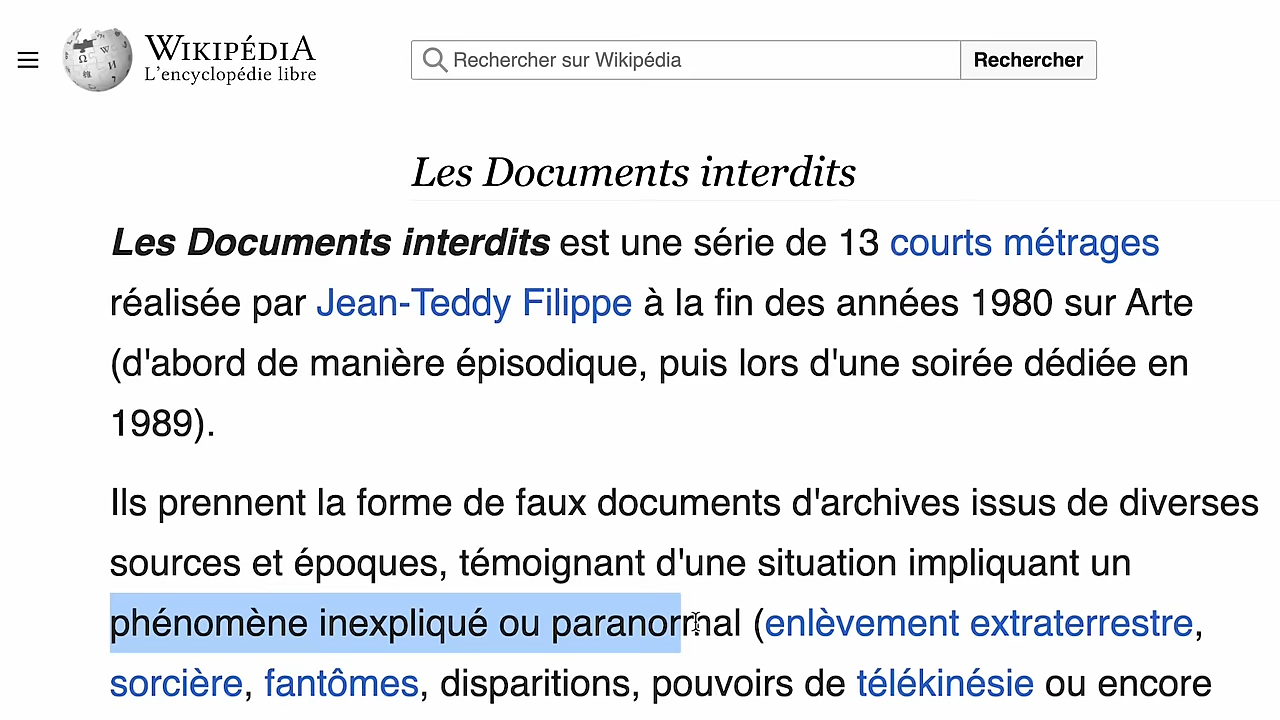 WIKIPÉDIA
L'encyclopédie libre
Rechercher sur Wikipédia
Rechercher
Les Documents interdits
Les Documents interdits est une série de 13 courts métrages
réalisée par Jean-Teddy Filippe à la fin des années 1980 sur Arte
(d'abord de manière épisodique, puis lors d'une soirée dédiée en
1989).
Ils prennent la forme de faux documents d'archives issus de diverses
sources et époques, témoignant d'une situation impliquant un
phénomène inexpliqué ou paranormal (enlèvement extraterrestre,
sorcière, fantômes, disparitions, pouvoirs de télékinésie ou encore